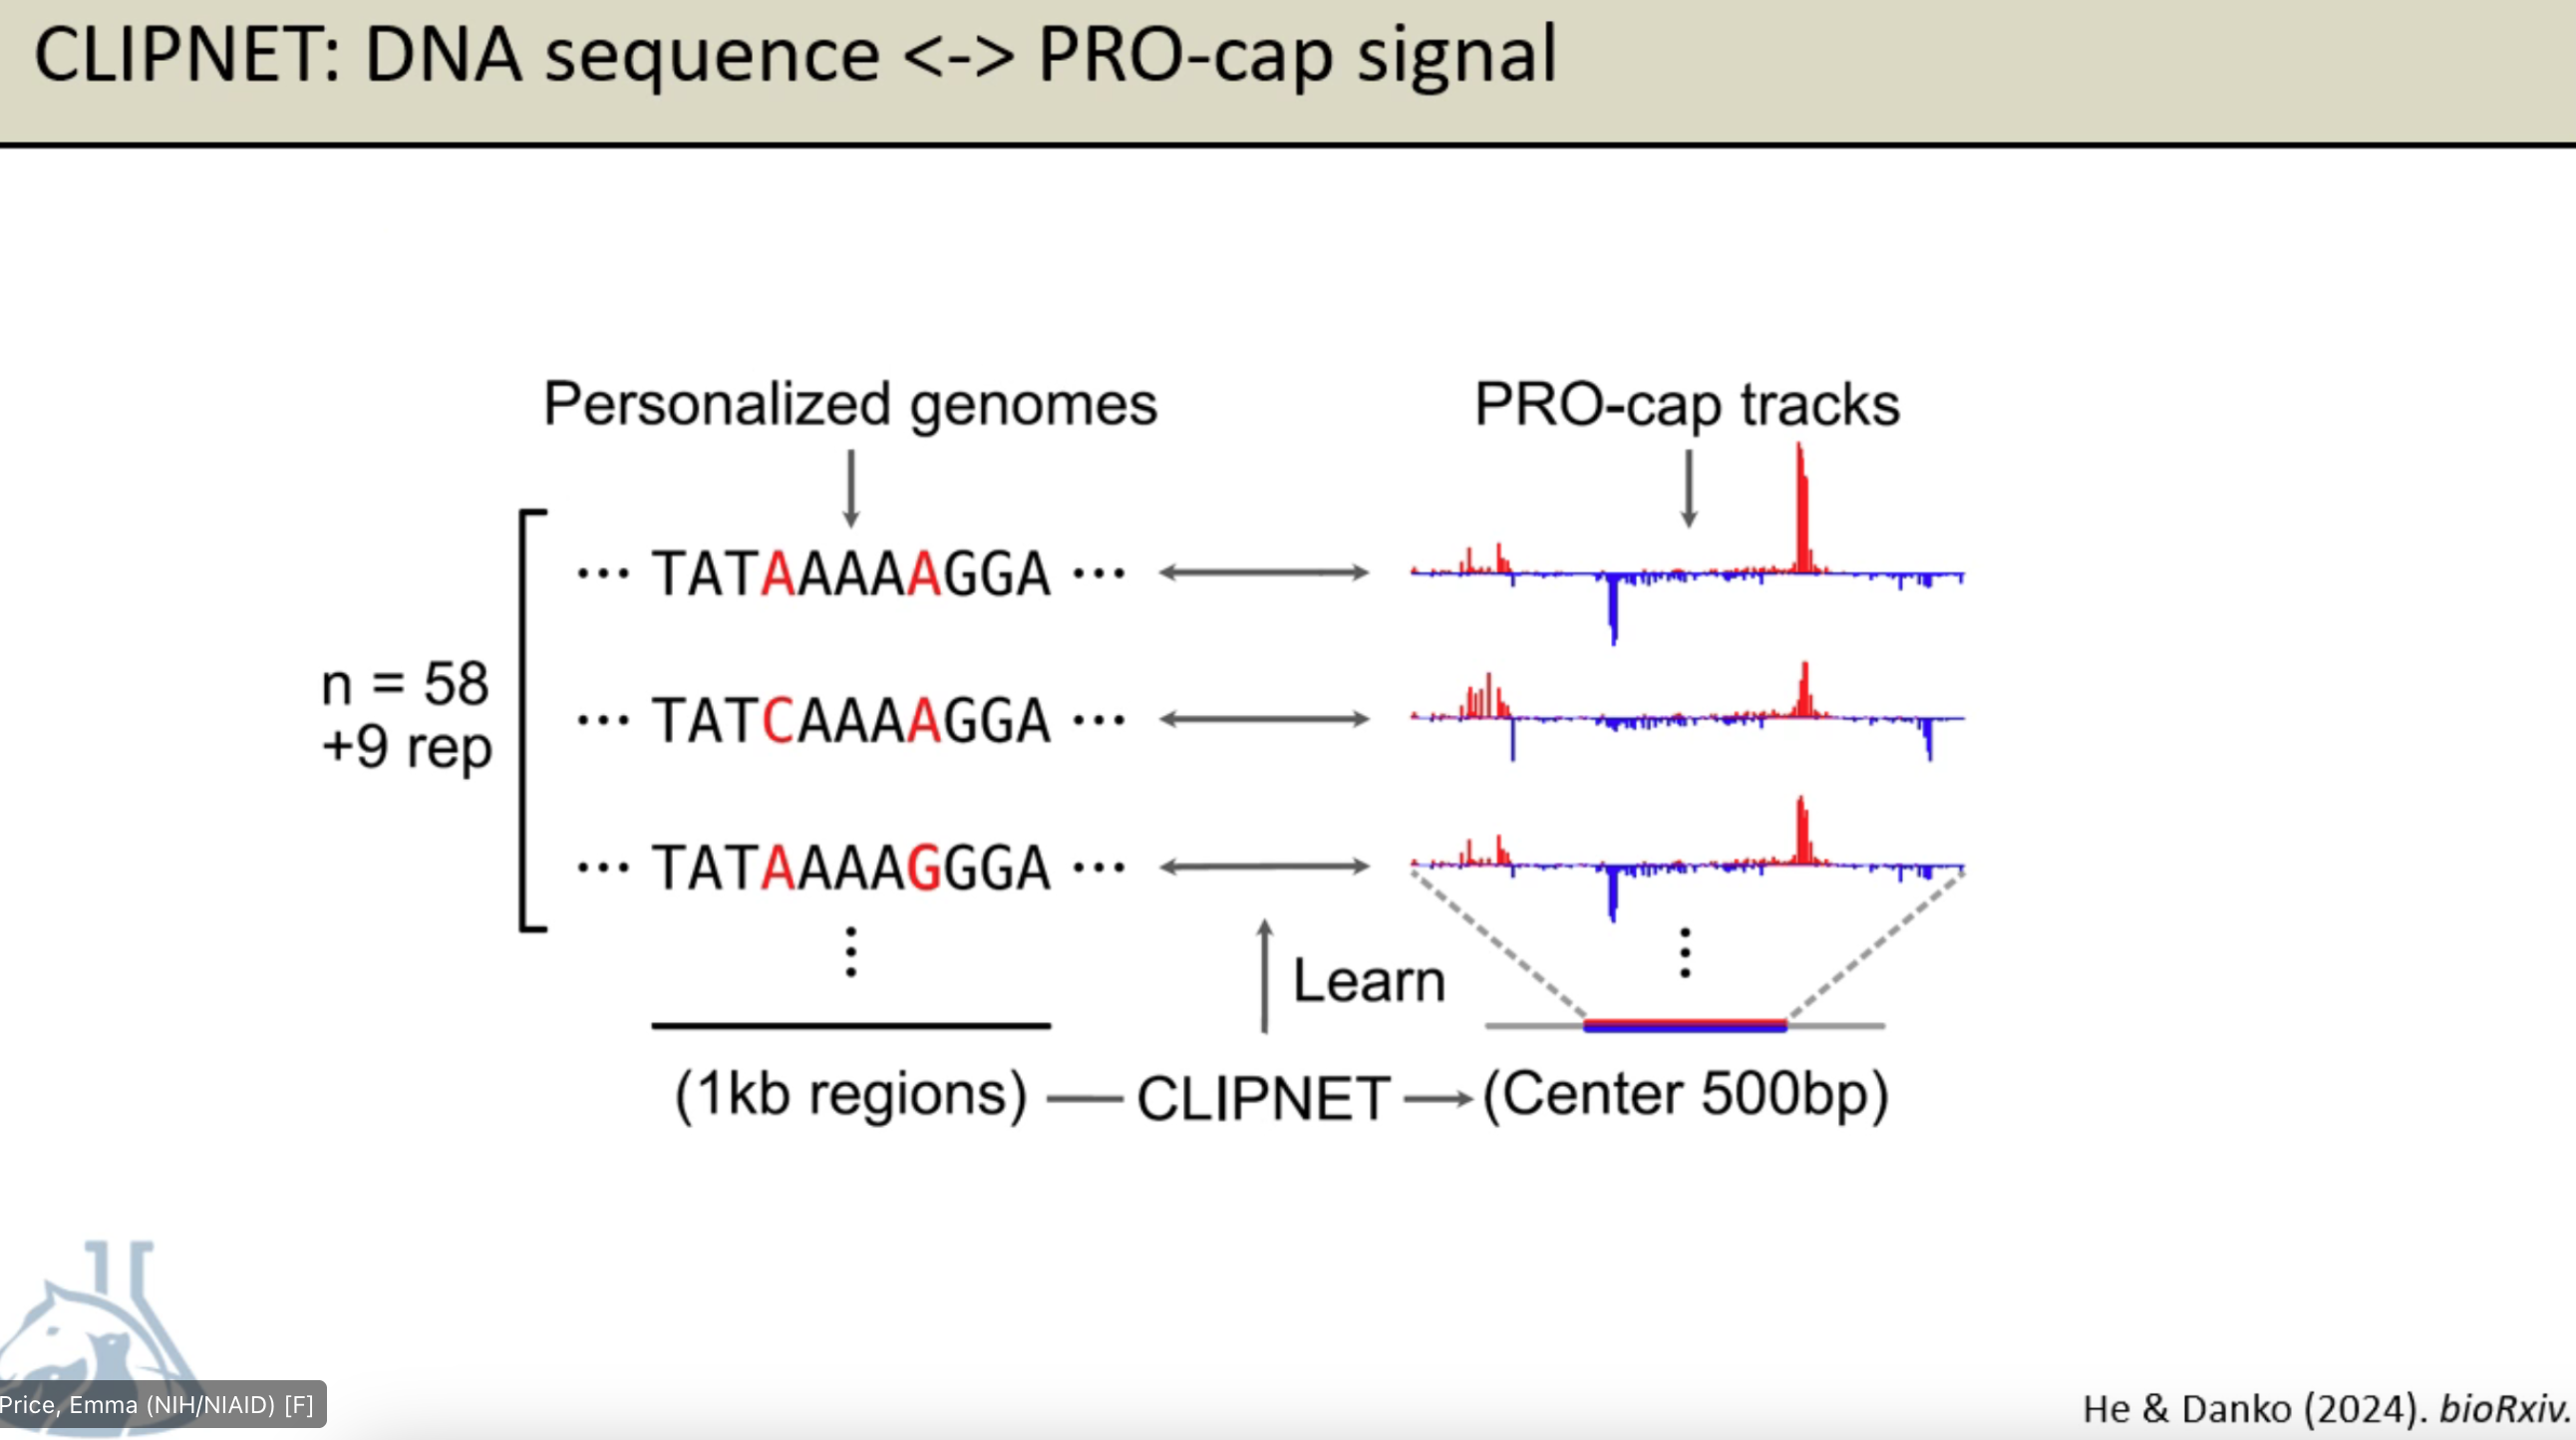 CLIPNET: DNA sequence <-> PRO-cap signal
Personalized genomes
PRO-cap tracks
n = 58
+9 rep
··· TATAAAAAGGA ···
··· TATCAAAAGGA ···
··· TATAAAAGGGA ···
Learn
(1kb regions) — CLIPNET → (Center 500bp)
Price, Emma (NIH/NIAID) [F]
He & Danko (2024). bioRxiv.